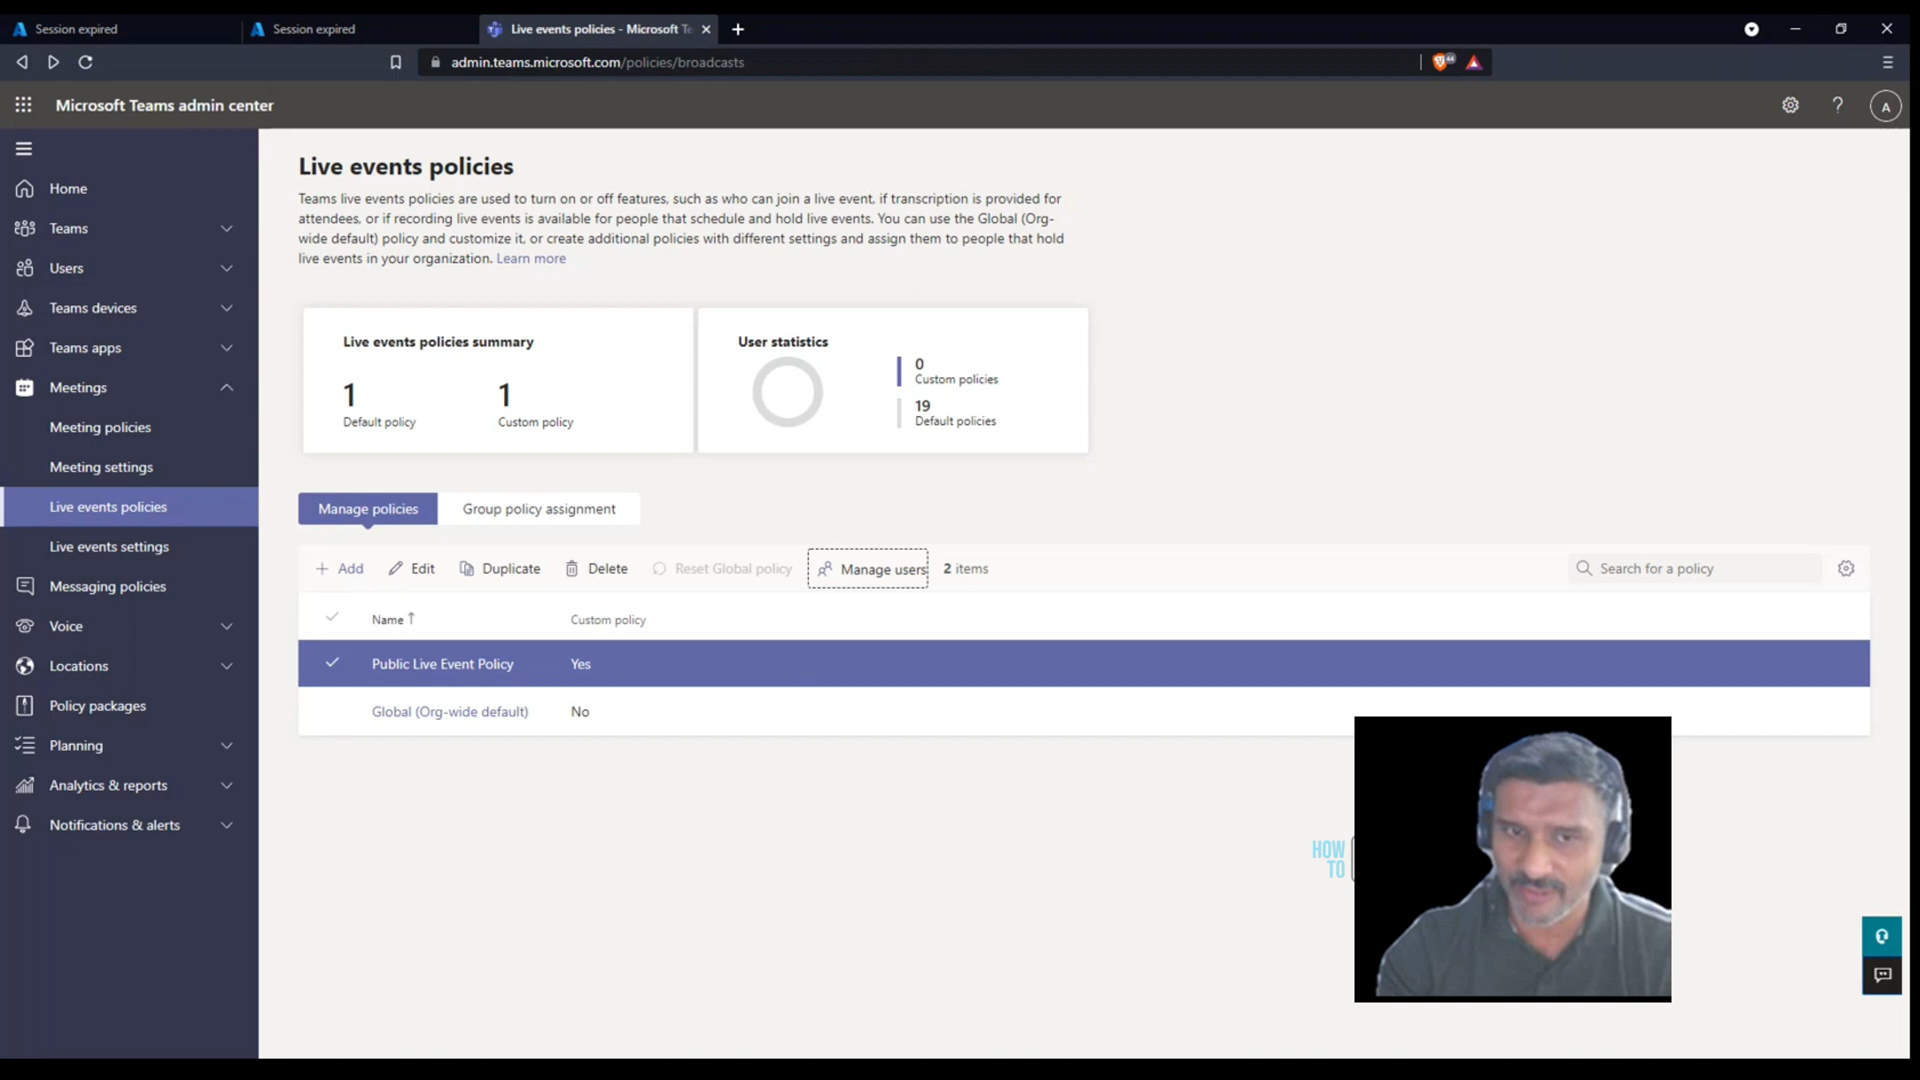 Session expired
Session expired
Live events policies - Microsoft Te
admin.teams.microsoft.com/policies/broadcasts
Microsoft Teams admin center
?
A
Home
Teams
Users
Teams devices
Teams apps
Meetings
Meeting policies
Meeting settings
Live events policies
Live events settings
Messaging policies
Voice
Locations
Policy packages
Planning
Analytics & reports
Notifications & alerts
Live events policies
Teams live events policies are used to turn on or off features, such as who can join a live event, if transcription is provided for
attendees, or if recording live events is available for people that schedule and hold live events. You can use the Global (Org-
wide default) policy and customize it, or create additional policies with different settings and assign them to people that hold
live events in your organization. Learn more
Live events policies summary
1
Default policy
1
Custom policy
User statistics
0
Custom policies
19
Default policies
Manage policies
Group policy assignment
Add
Edit
Duplicate
Delete
Reset Global policy
Manage users
2 items
Search for a policy
Name
Custom policy
Public Live Event Policy
Yes
Global (Org-wide default)
No
HOW
TO